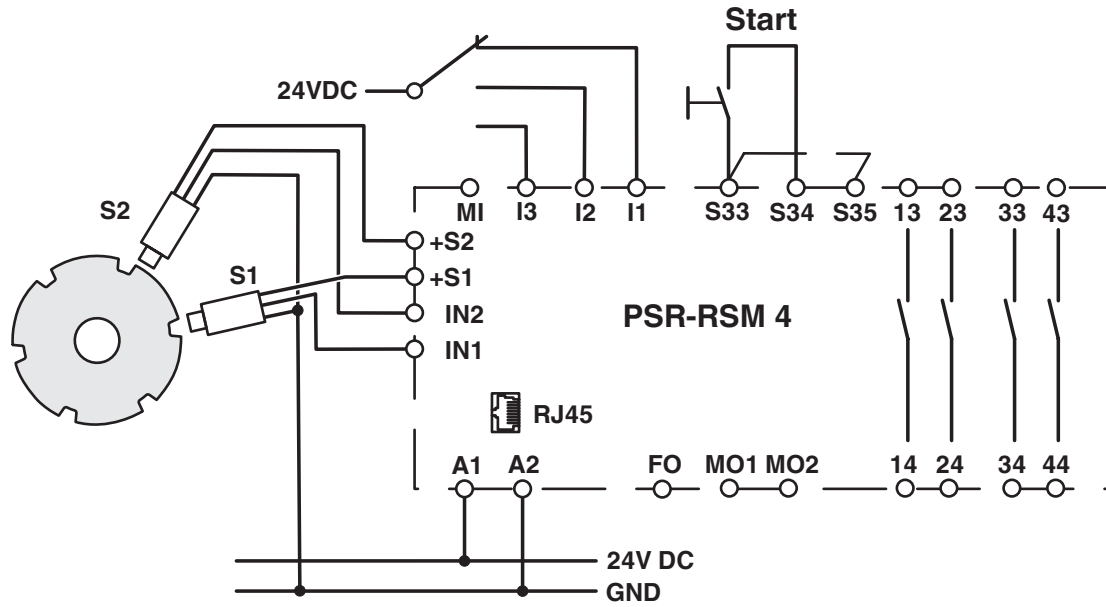 Start
24VDC
S2
MI I3 I2 I1 S33 S34 S35 13 23 33 43
+S2
S1
+S1
IN2
PSR-RSM 4
IN1
RJ45
A1 A2 FO MO1 MO2 14 24 34 44
24V DC
GND